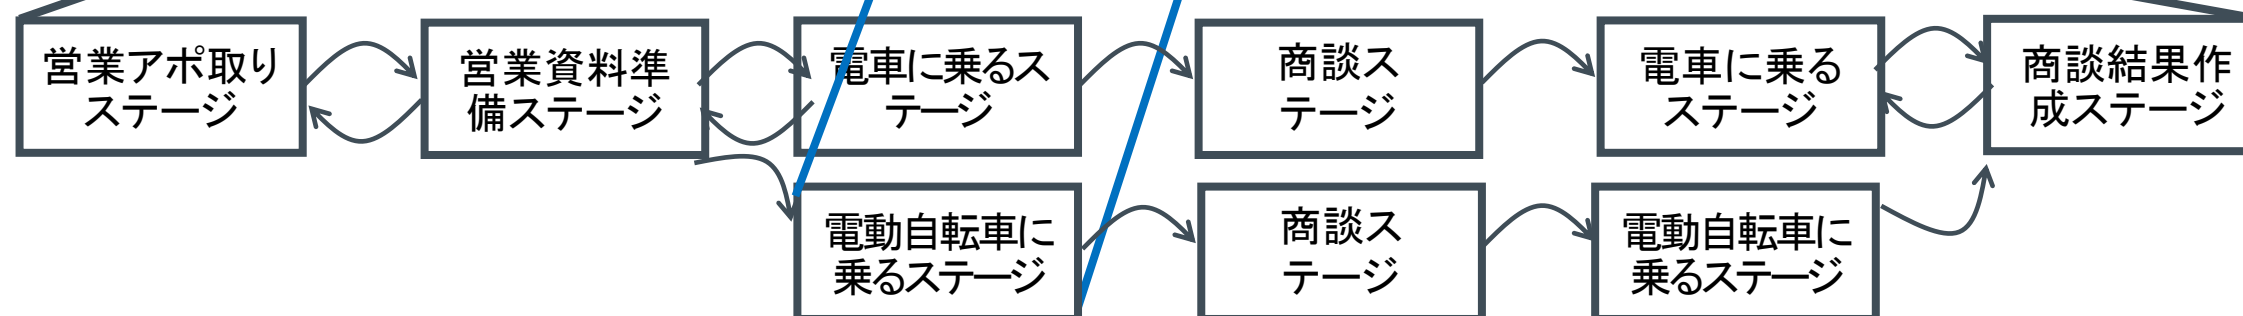 営業アポ取り
ステージ
営業資料準
備ステージ
電車に乗るス
テージ
商談ス
テージ
電車に乗る
ステージ
商談結果作
成ステージ
電動自転車に
乗るステージ
商談ス
テージ
電動自転車に
乗るステージ